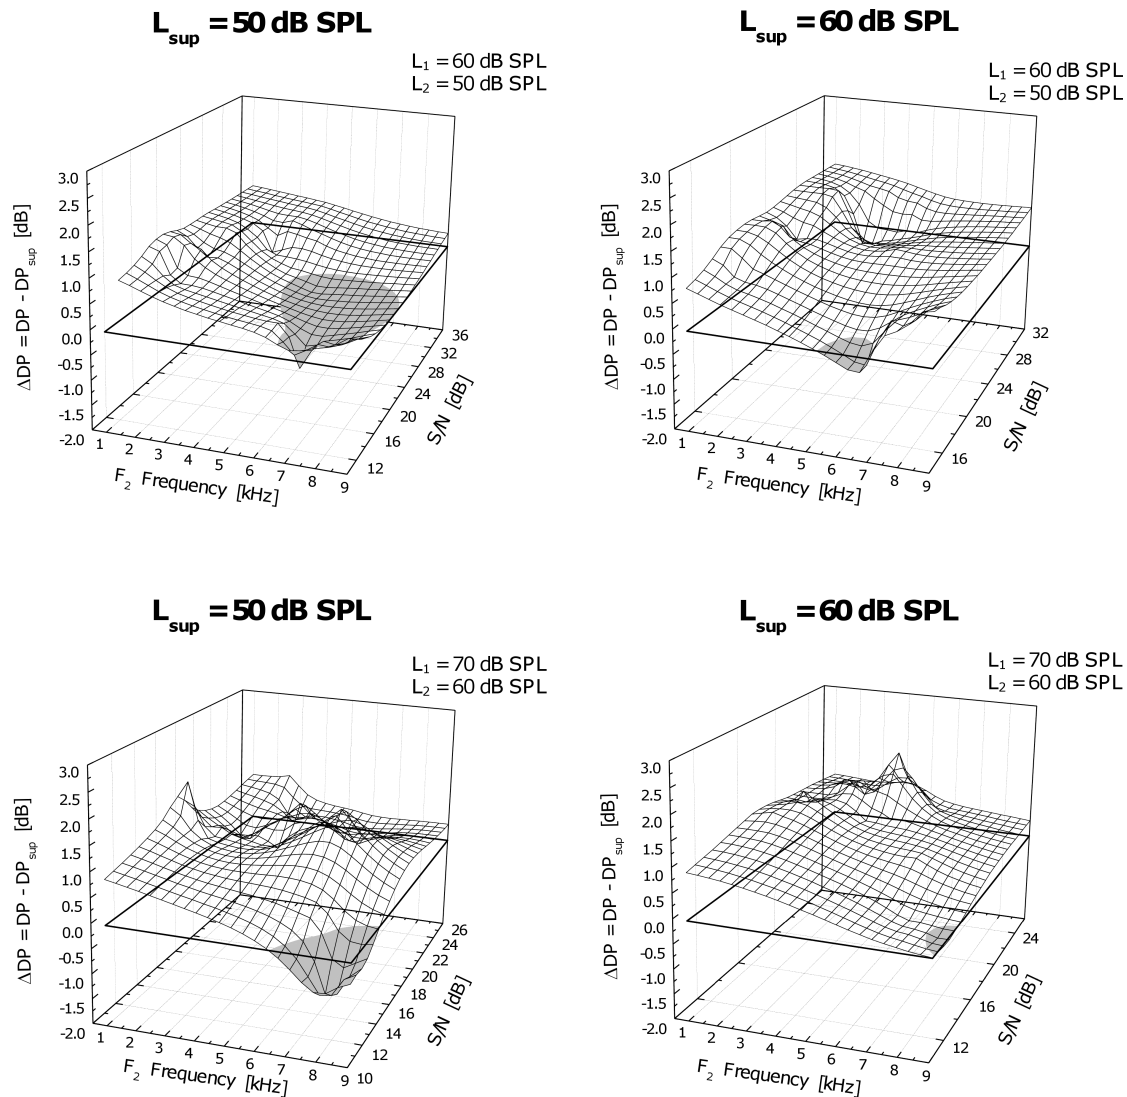 Lsup = 50 dB SPL
L1 = 60 dB SPL
L2 = 50 dB SPL
ΔDP = DP - DPsup [dB]
3.0
2.5
2.0
1.5
1.0
0.5
0.0
-0.5
-1.0
-1.5
-2.0
1 2 3 4 5 6 7 8 9
F2 Frequency [kHz]
12 16 20 24 28 32 36
S/N [dB]
Lsup = 60 dB SPL
L1 = 60 dB SPL
L2 = 50 dB SPL
ΔDP = DP - DPsup [dB]
3.0
2.5
2.0
1.5
1.0
0.5
0.0
-0.5
-1.0
-1.5
-2.0
1 2 3 4 5 6 7 8 9
F2 Frequency [kHz]
16 20 24 28 32
S/N [dB]
Lsup = 50 dB SPL
L1 = 70 dB SPL
L2 = 60 dB SPL
ΔDP = DP - DPsup [dB]
3.0
2.5
2.0
1.5
1.0
0.5
0.0
-0.5
-1.0
-1.5
-2.0
1 2 3 4 5 6 7 8 9
F2 Frequency [kHz]
10 12 14 16 18 20 22 24 26
S/N [dB]
Lsup = 60 dB SPL
L1 = 70 dB SPL
L2 = 60 dB SPL
ΔDP = DP - DPsup [dB]
3.0
2.5
2.0
1.5
1.0
0.5
0.0
-0.5
-1.0
-1.5
-2.0
1 2 3 4 5 6 7 8 9
F2 Frequency [kHz]
12 16 20 24
S/N [dB]